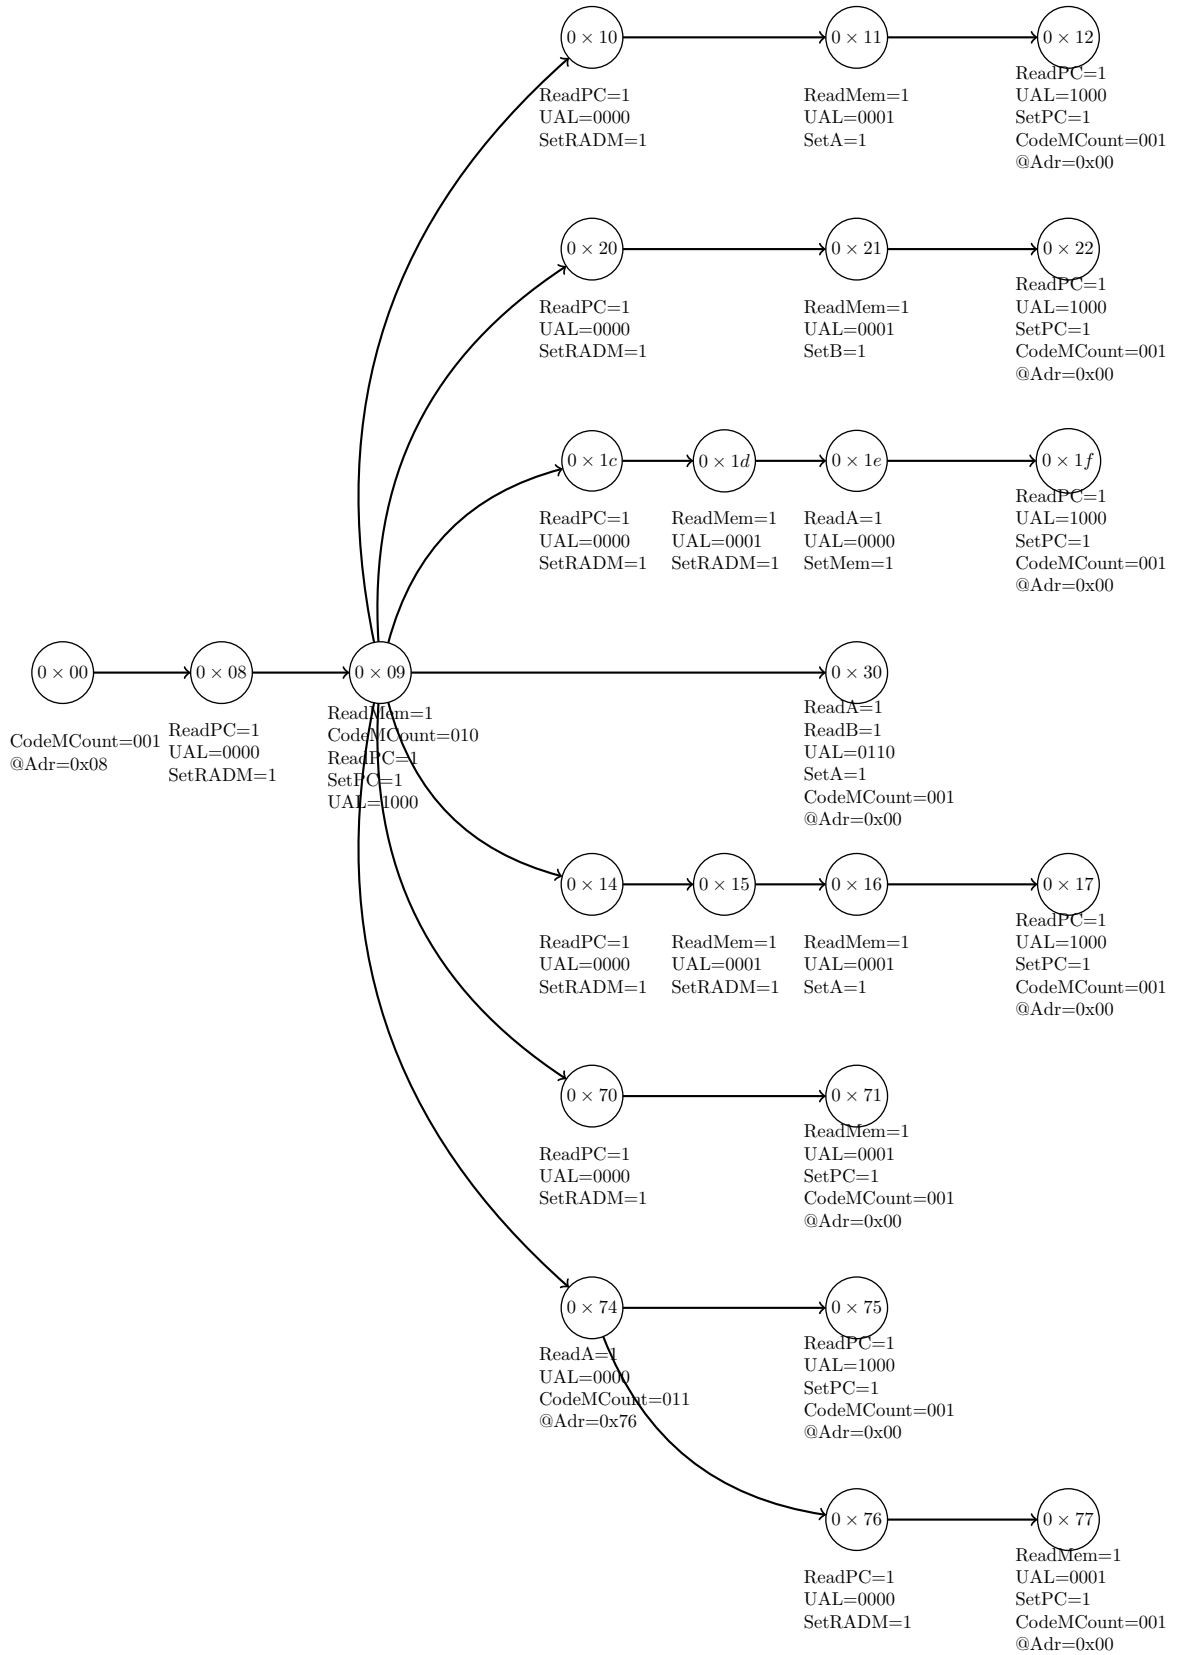 0 × 10
0 × 11
0 × 12
ReadPC=1
UAL=0000
SetRADM=1
ReadMem=1
UAL=0001
SetA=1
ReadPC=1
UAL=1000
SetPC=1
CodeMCount=001
@Adr=0x00
0 × 20
0 × 21
0 × 22
ReadPC=1
UAL=0000
SetRADM=1
ReadMem=1
UAL=0001
SetB=1
ReadPC=1
UAL=1000
SetPC=1
CodeMCount=001
@Adr=0x00
0 × 1c
0 × 1d
0 × 1e
0 × 1f
ReadPC=1
UAL=0000
SetRADM=1
ReadMem=1
UAL=0001
SetRADM=1
ReadA=1
UAL=0000
SetMem=1
ReadPC=1
UAL=1000
SetPC=1
CodeMCount=001
@Adr=0x00
0 × 00
0 × 08
0 × 09
0 × 30
CodeMCount=001
@Adr=0x08
ReadPC=1
UAL=0000
SetRADM=1
ReadMem=1
CodeMCount=010
ReadPC=1
SetPC=1
UAL=1000
ReadA=1
ReadB=1
UAL=0110
SetA=1
CodeMCount=001
@Adr=0x00
0 × 14
0 × 15
0 × 16
0 × 17
ReadPC=1
UAL=0000
SetRADM=1
ReadMem=1
UAL=0001
SetRADM=1
ReadMem=1
UAL=0001
SetA=1
ReadPC=1
UAL=1000
SetPC=1
CodeMCount=001
@Adr=0x00
0 × 70
0 × 71
ReadPC=1
UAL=0000
SetRADM=1
ReadMem=1
UAL=0001
SetPC=1
CodeMCount=001
@Adr=0x00
0 × 74
0 × 75
ReadA=1
UAL=0000
CodeMCount=011
@Adr=0x76
ReadPC=1
UAL=1000
SetPC=1
CodeMCount=001
@Adr=0x00
0 × 76
0 × 77
ReadPC=1
UAL=0000
SetRADM=1
ReadMem=1
UAL=0001
SetPC=1
CodeMCount=001
@Adr=0x00